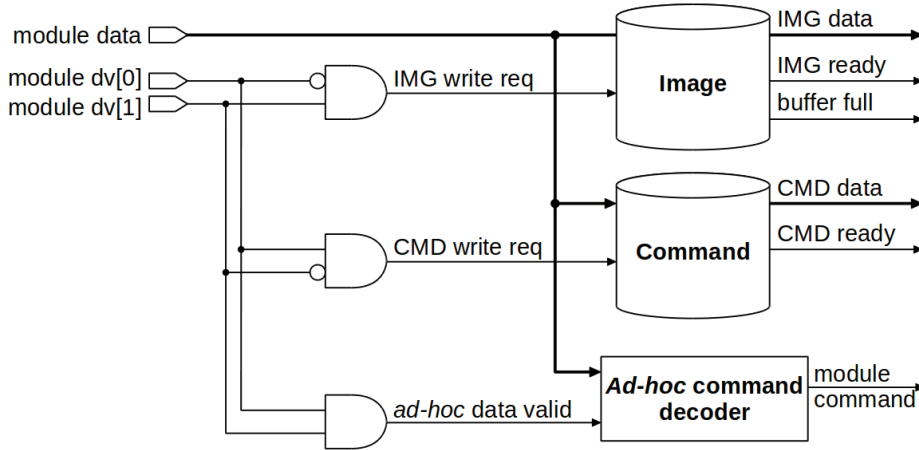 module data
module dv[0]
module dv[1]
IMG write req
Image
IMG data
IMG ready
buffer full
CMD write req
Command
CMD data
CMD ready
ad-hoc data valid
Ad-hoc command
decoder
module
command